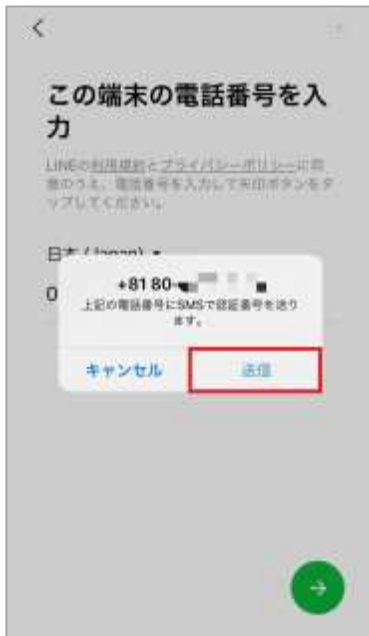 この端末の電話番号を入
力
LINEの利用規約とプライバシーポリシーに同
意のうえ、電話番号を入力して矢印ボタンをタ
ップしてください。
日本 (Japan)
0
+81 80-
上記の電話番号にSMSで認証番号を送り
ます。
キャンセル
送信